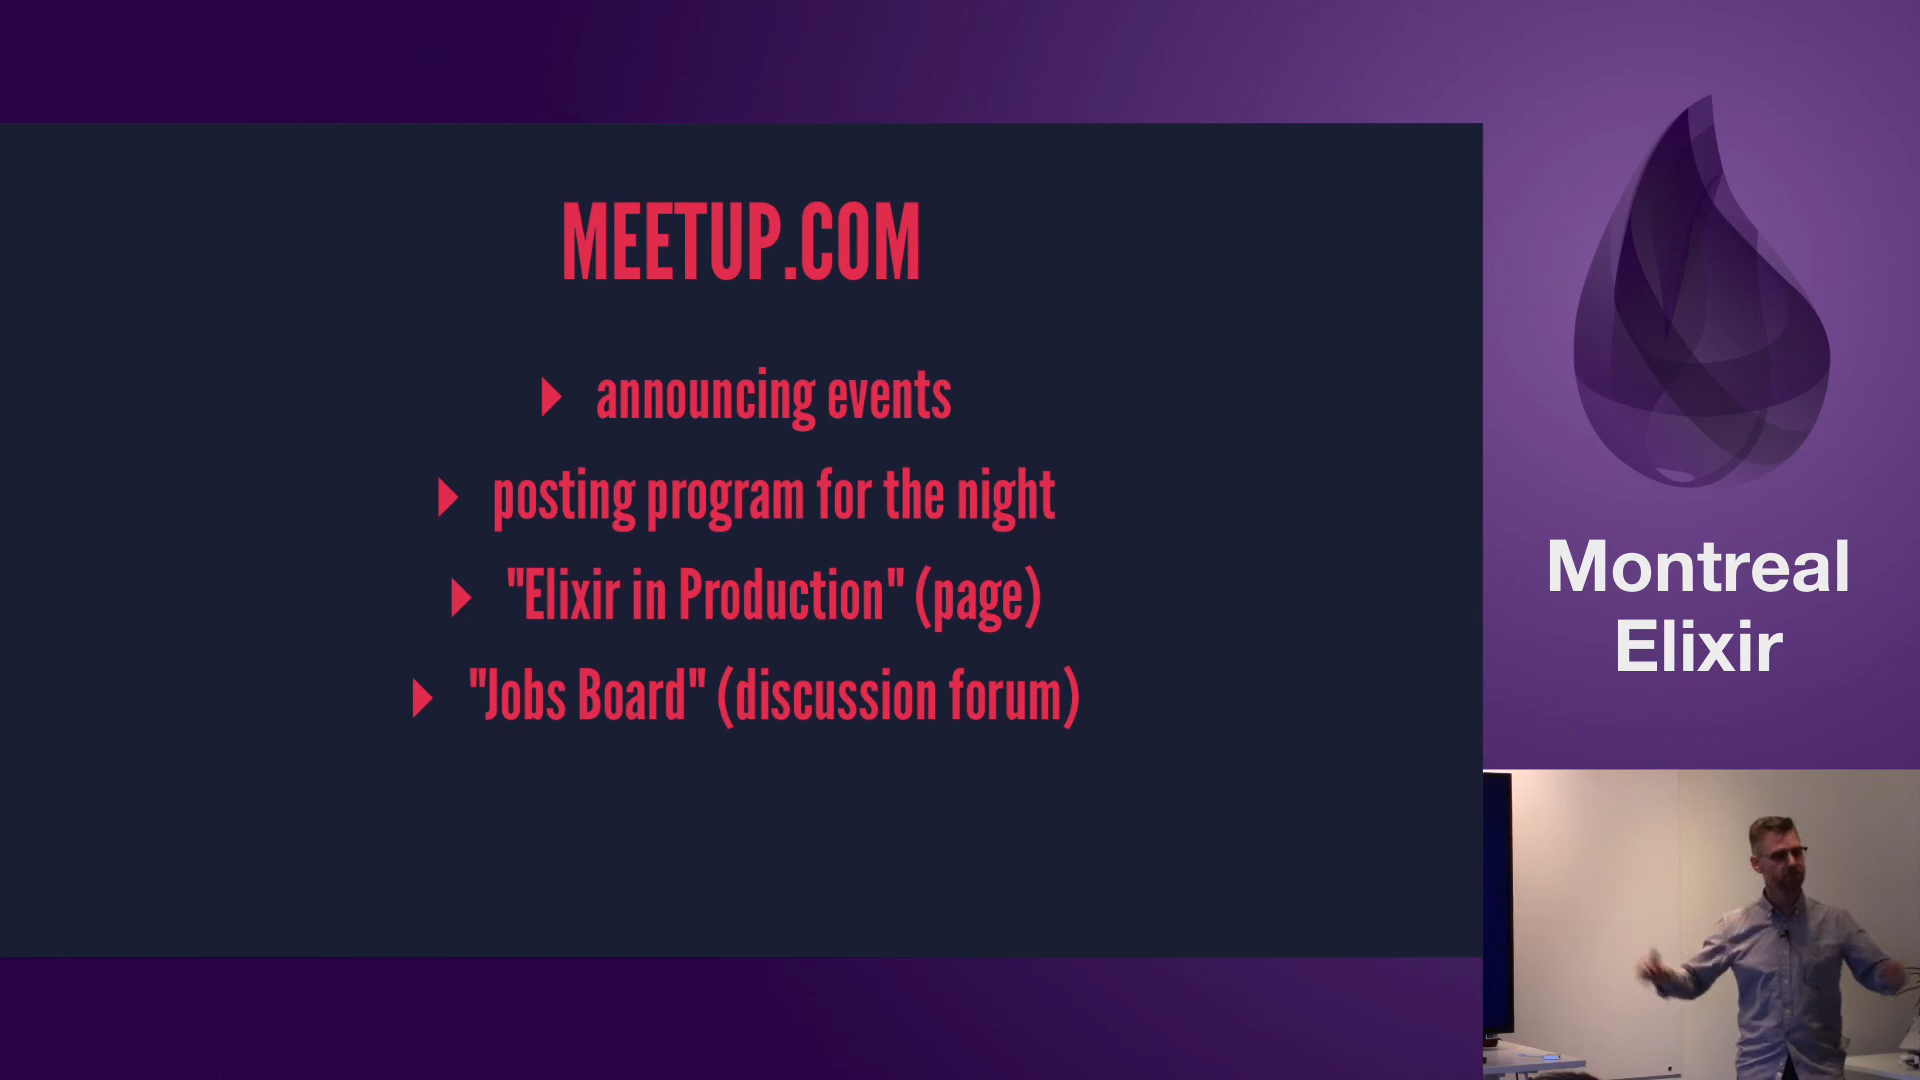 MEETUP.COM
announcing events
posting program for the night
"Elixir in Production" (page)
"Jobs Board" (discussion forum)
Montreal
Elixir